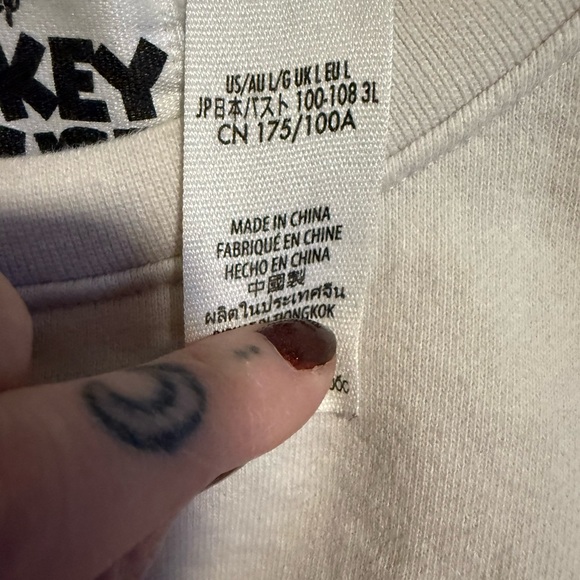 KEY
US/AU L/G UK L EU L
JP日本バスト 100-108 3L
CN 175/100A
MADE IN CHINA
FABRIQUÉ EN CHINE
HECHO EN CHINA
中國製
ผลิตในประเทศจีน
TIONGKOK